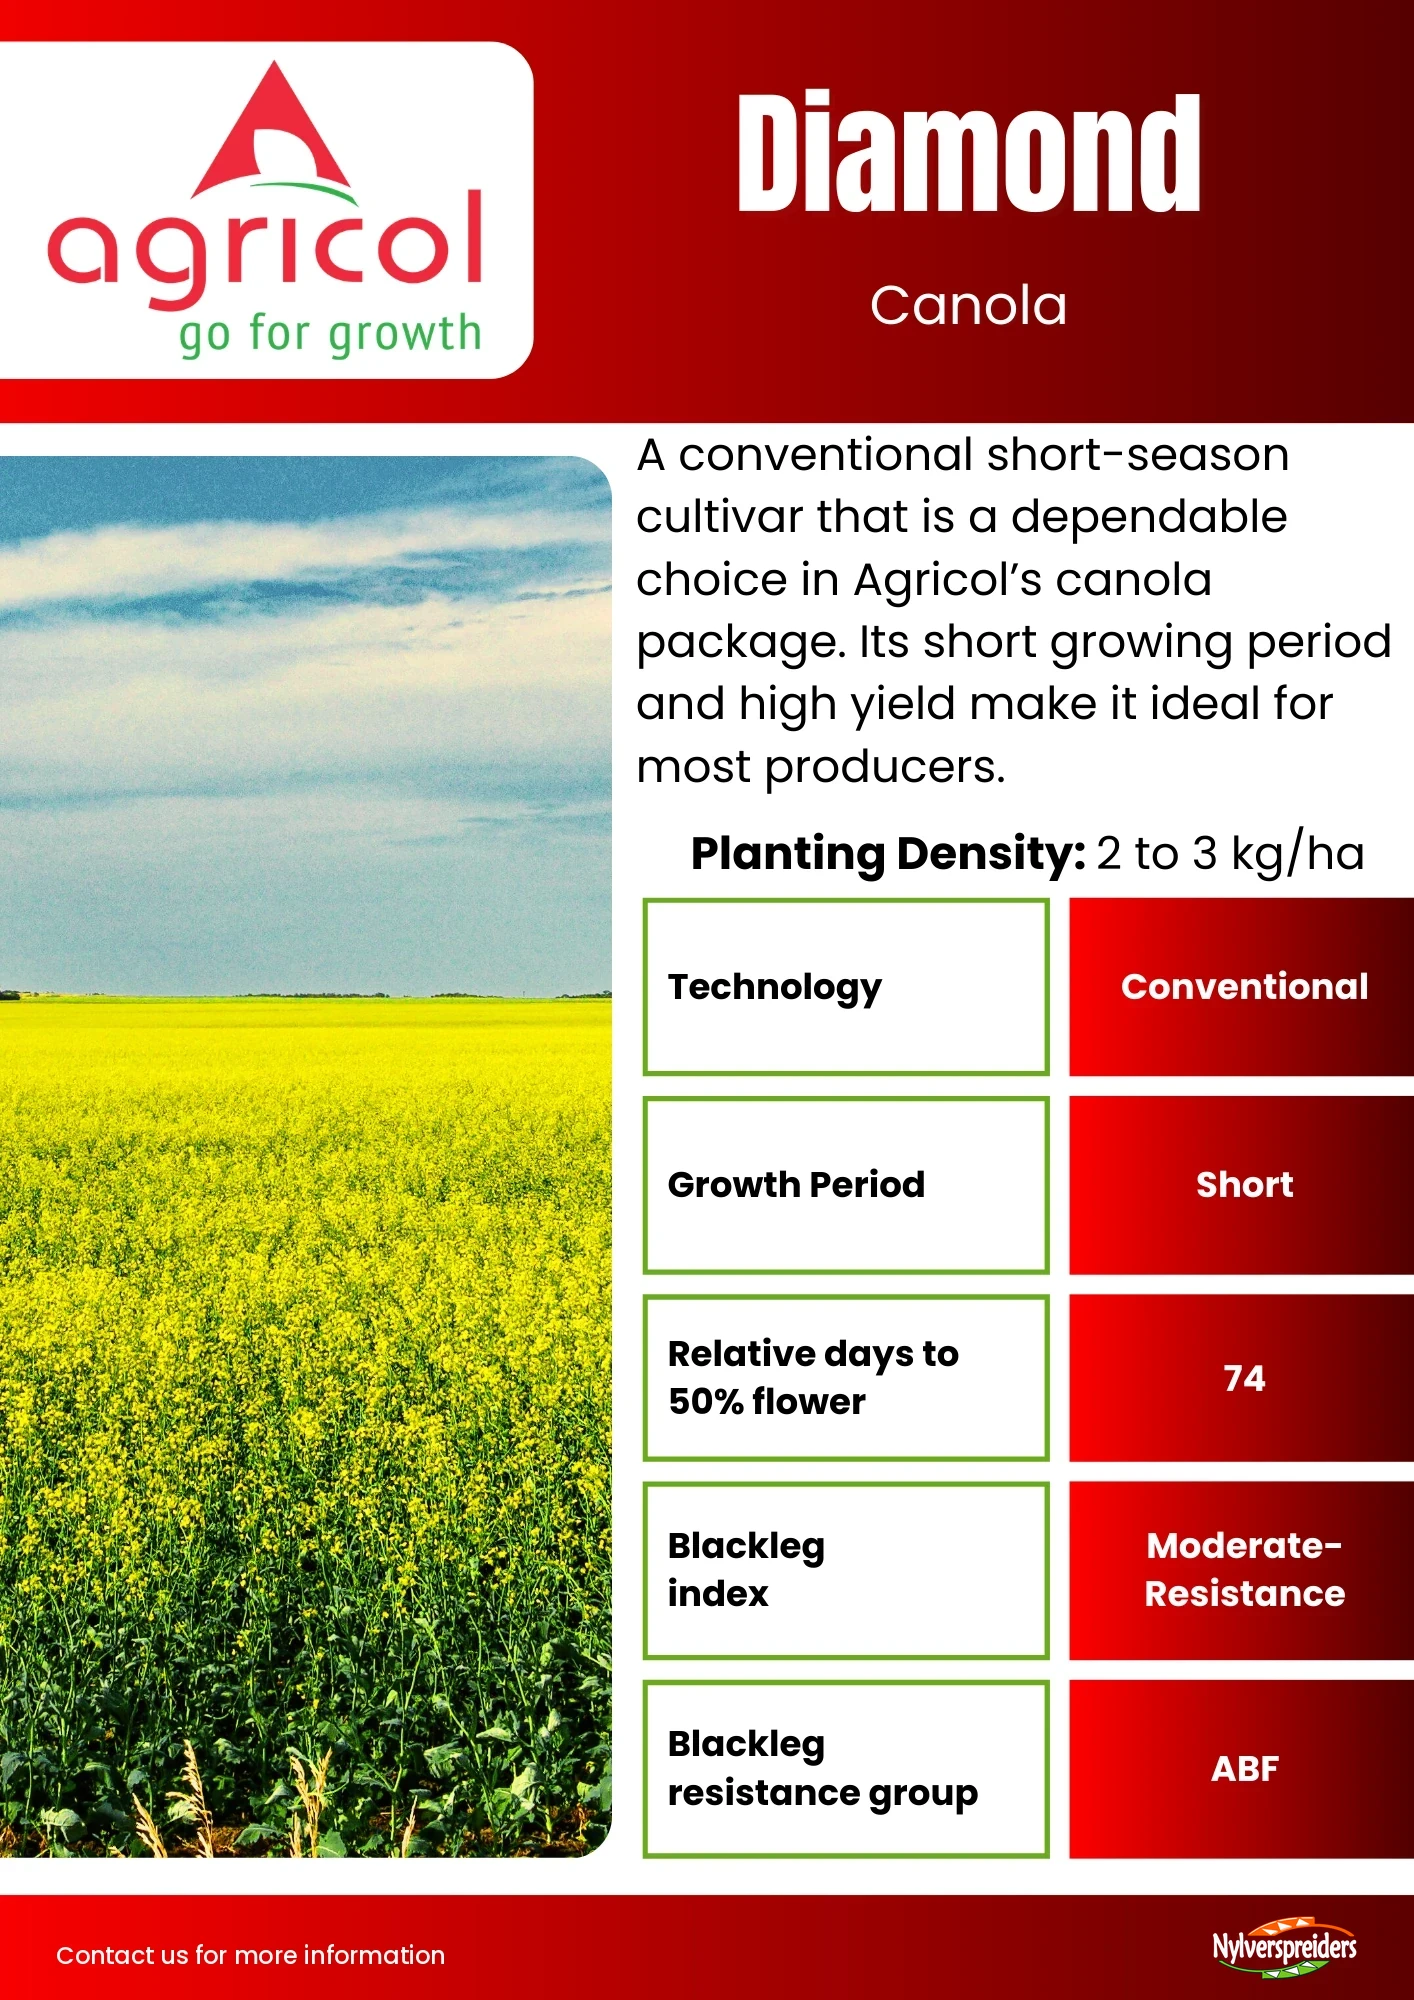 agricol
go for growth
Diamond
Canola
A conventional short-season
cultivar that is a dependable
choice in Agricol’s canola
package. Its short growing period
and high yield make it ideal for
most producers.
Planting Density: 2 to 3 kg/ha
Technology
Conventional
Growth Period
Short
Relative days to
50% flower
74
Blackleg
index
Moderate-
Resistance
Blackleg
resistance group
ABF
Contact us for more information
Nylverspreiders